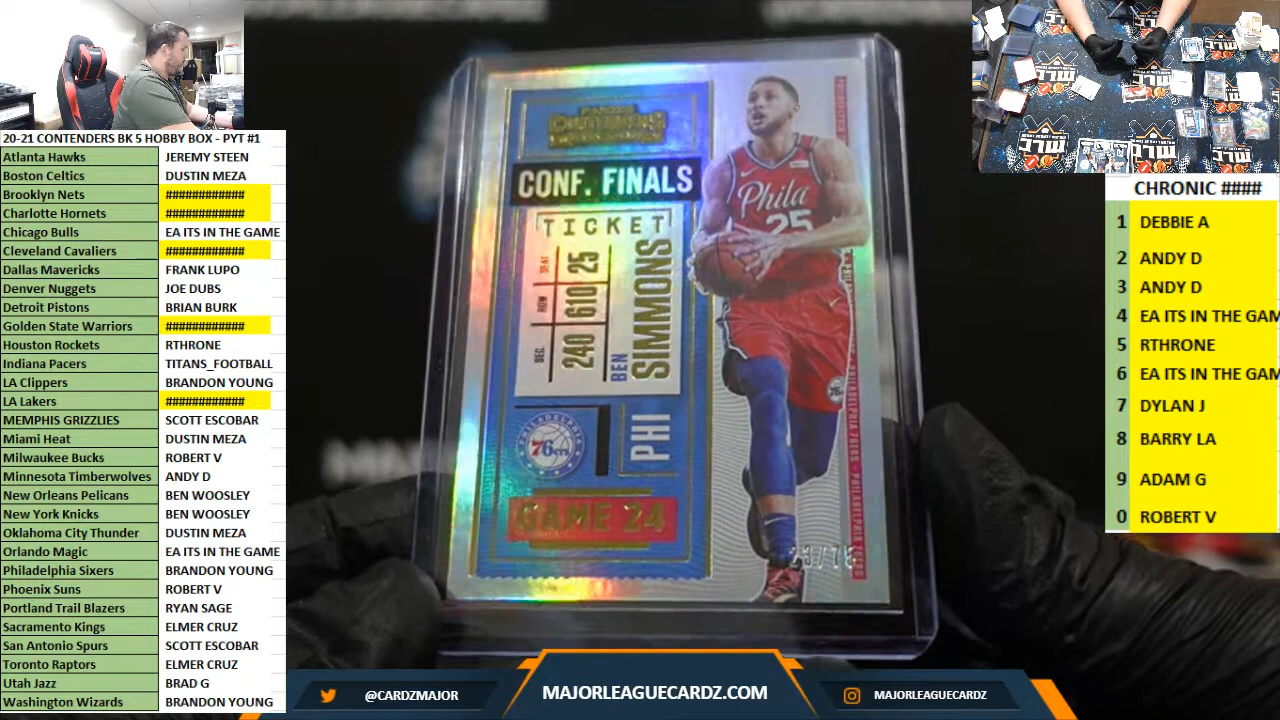 20-21 CONTENDERS BK 5 HOBBY BOX - PYT #1
Atlanta Hawks JEREMY STEEN
Boston Celtics DUSTIN MEZA
Brooklyn Nets ############
Charlotte Hornets ############
Chicago Bulls EA ITS IN THE GAME
Cleveland Cavaliers ############
Dallas Mavericks FRANK LUPO
Denver Nuggets JOE DUBS
Detroit Pistons BRIAN BURK
Golden State Warriors ############
Houston Rockets RTHRONE
Indiana Pacers TITANS_FOOTBALL
LA Clippers BRANDON YOUNG
LA Lakers ############
MEMPHIS GRIZZLIES SCOTT ESCOBAR
Miami Heat DUSTIN MEZA
Milwaukee Bucks ROBERT V
Minnesota Timberwolves ANDY D
New Orleans Pelicans BEN WOOSLEY
New York Knicks BEN WOOSLEY
Oklahoma City Thunder DUSTIN MEZA
Orlando Magic EA ITS IN THE GAME
Philadelphia Sixers BRANDON YOUNG
Phoenix Suns ROBERT V
Portland Trail Blazers RYAN SAGE
Sacramento Kings ELMER CRUZ
San Antonio Spurs SCOTT ESCOBAR
Toronto Raptors ELMER CRUZ
Utah Jazz BRAD G
Washington Wizards BRANDON YOUNG
CONTENDERS
CONF. FINALS
TICKET
SEC. ROW SEAT
240 610 25
BEN
SIMMONS
PHILADELPHIA
76ers
PHI
GAME 24
Phila
25
PHILADELPHIA 76ERS • PHILADELPHIA 76ERS
CHRONIC ####
1 DEBBIE A
2 ANDY D
3 ANDY D
4 EA ITS IN THE GAM
5 RTHRONE
6 EA ITS IN THE GAM
7 DYLAN J
8 BARRY LA
9 ADAM G
0 ROBERT V
@CARDZMAJOR
MAJORLEAGUECARDZ.COM
MAJORLEAGUECARDZ